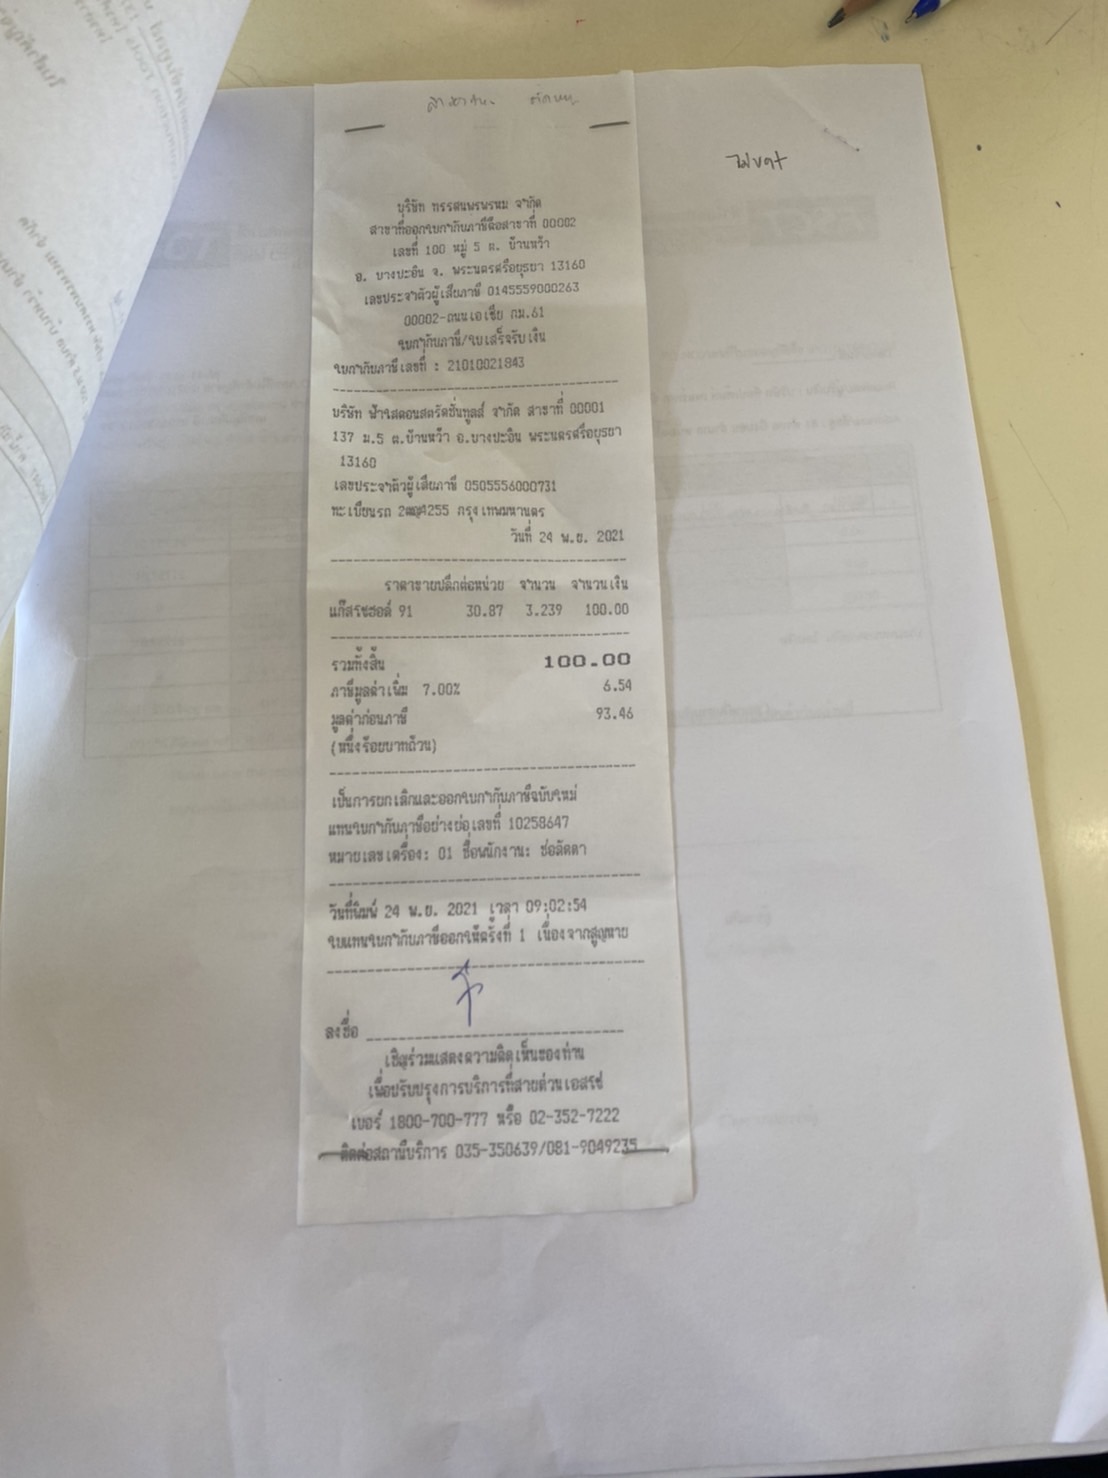 บริษัท ทรรศนพรพรหม จำกัด
สาขาที่ออกใบกำกับภาษีคือสาขาที่ 00002
เลขที่ 100 หมู่ 5 ต. บ้านหว้า
อ. บางปะอิน จ. พระนครศรีอยุธยา 13160
เลขประจำตัวผู้เสียภาษี 0145559000263
00002-ถนนเอเซีย กม.61
ใบกำกับภาษี/ใบเสร็จรับเงิน
ใบกำกับภาษีเลขที่ : 21010021843
บริษัท ฟ้าใสคอนสตรัคชั่นทูลส์ จำกัด สาขาที่ 00001
137 ม.5 ต.บ้านหว้า อ.บางปะอิน พระนครศรีอยุธยา
13160
เลขประจำตัวผู้เสียภาษี 0505556000731
ทะเบียนรถ กรุงเทพมหานคร
วันที่ 24 พ.ย. 2021
ราคาขายปลีกต่อหน่วย จำนวน จำนวนเงิน
แก๊สโซฮอล์ 91 30.87 3.239 100.00
รวมทั้งสิ้น 100.00
ภาษีมูลค่าเพิ่ม 7.00% 6.54
มูลค่าก่อนภาษี 93.46
(หนึ่งร้อยบาทถ้วน)
เป็นการยกเลิกและออกใบกำกับภาษีฉบับใหม่
แทนใบกำกับภาษีอย่างย่อเลขที่ 10258647
หมายเลขเครื่อง: 01 ชื่อพนักงาน: ช่อลัดดา
วันที่พิมพ์ 24 พ.ย. 2021 เวลา 09:02:54
ใบแทนใบกำกับภาษีออกให้ครั้งที่ 1 เนื่องจากสูญหาย
ลงชื่อ
เชิญร่วมแสดงความคิดเห็นของท่าน
เพื่อปรับปรุงการบริการที่สายด่วนเอสโซ่
เบอร์ 1800-700-777 หรือ 02-352-7222
ติดต่อสถานีบริการ 035-350639/081-9049235